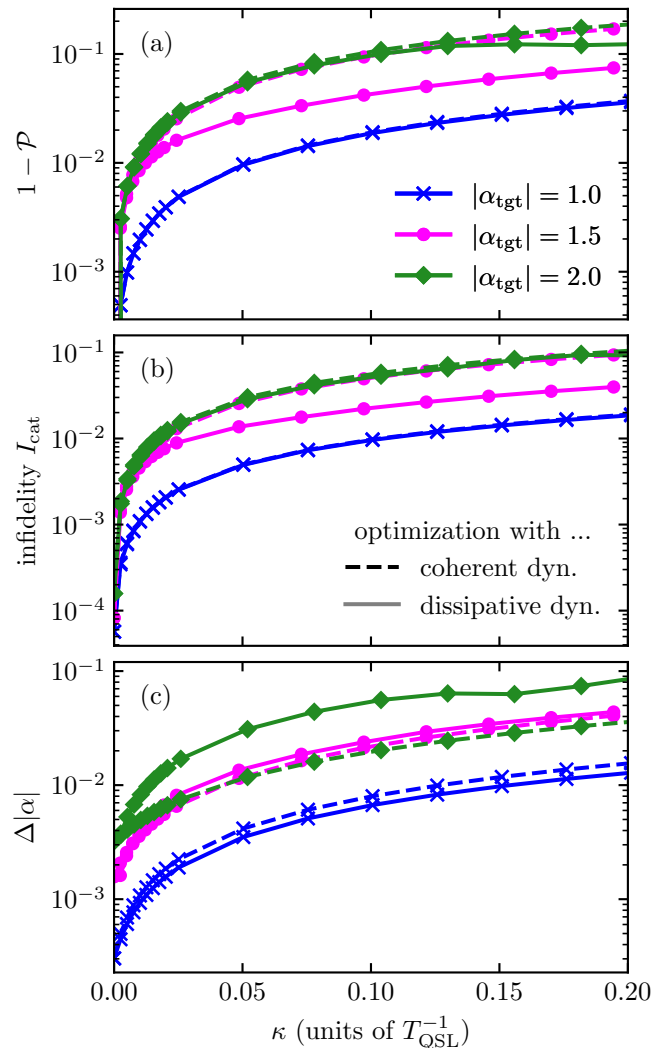 (a)
10⁻¹
10⁻²
10⁻³
1 − 𝒫
|α_tgt| = 1.0
|α_tgt| = 1.5
|α_tgt| = 2.0
(b)
10⁻¹
10⁻²
10⁻³
10⁻⁴
infidelity I_cat
optimization with ...
coherent dyn.
dissipative dyn.
(c)
10⁻¹
10⁻²
10⁻³
Δ|α|
0.00 0.05 0.10 0.15 0.20
κ (units of T_QSL⁻¹)